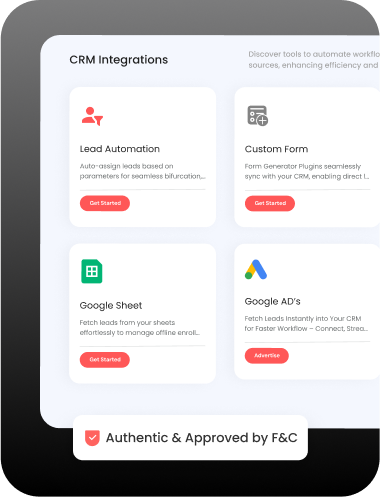 CRM Integrations
Discover tools to automate workflo
sources, enhancing efficiency and
Lead Automation
Auto-assign leads based on
parameters for seamless bifurcation,...
Get Started
Custom Form
Form Generator Plugins seamlessly
sync with your CRM, enabling direct l...
Get Started
Google Sheet
Fetch leads from your sheets
effortlessly to manage offline enroll...
Get Started
Google AD's
Fetch Leads Instantly into Your CRM
for Faster Workflow – Connect, Strea...
Advertise
Authentic & Approved by F&C